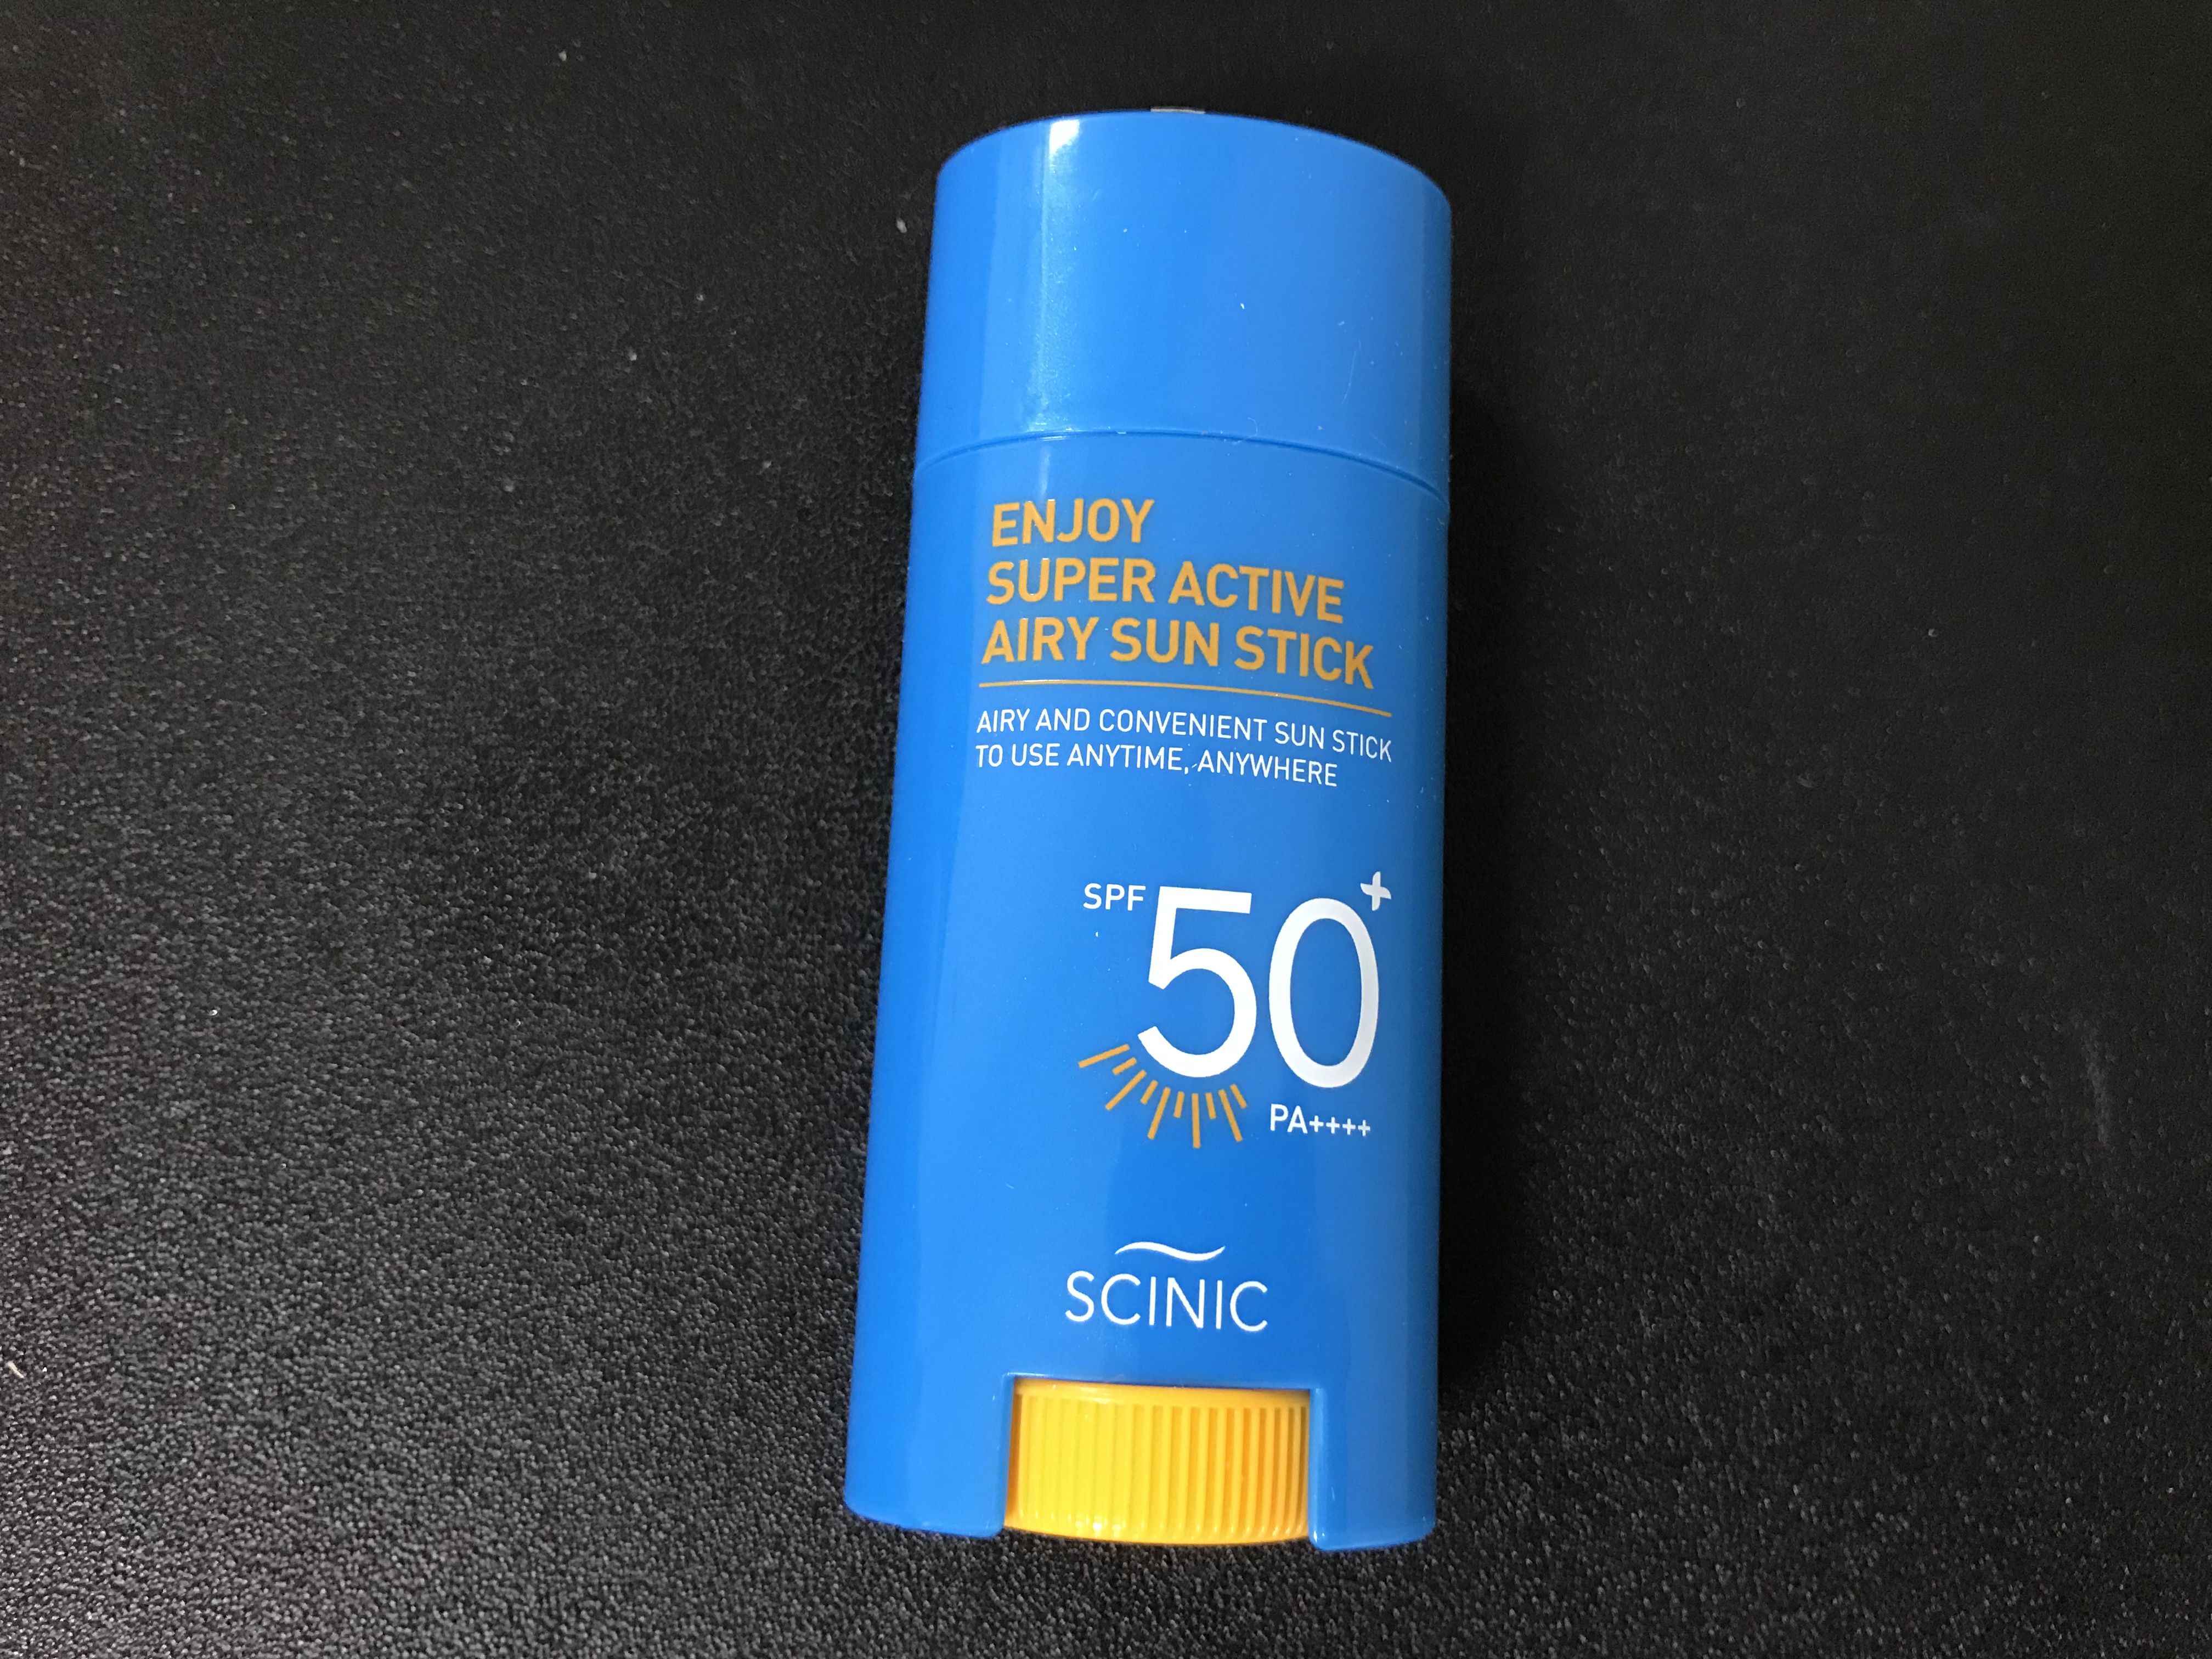 ENJOY
SUPER ACTIVE
AIRY SUN STICK
AIRY AND CONVENIENT SUN STICK
TO USE ANYTIME, ANYWHERE
SPF 50+
PA++++
SCINIC